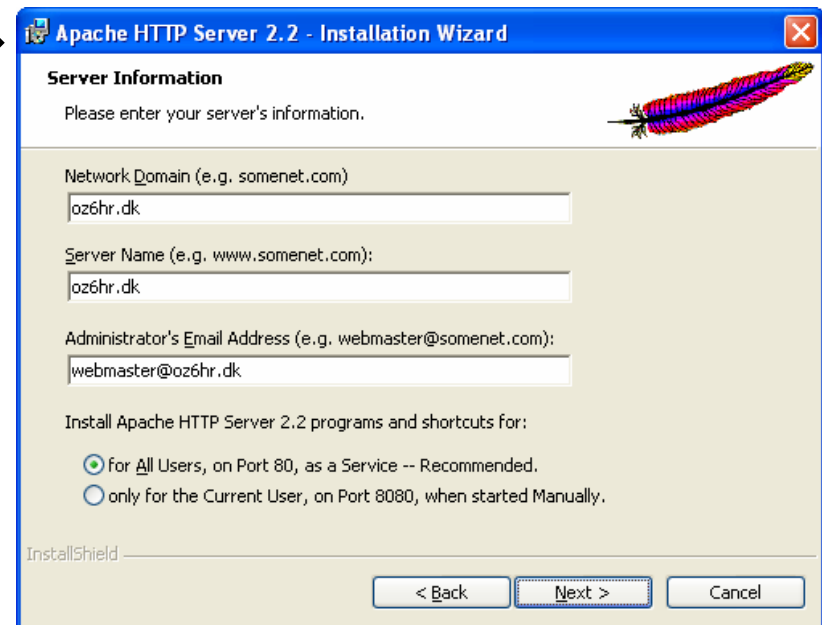 Apache HTTP Server 2.2 - Installation Wizard
Server Information
Please enter your server's information.
Network Domain (e.g. somenet.com)
oz6hr.dk
Server Name (e.g. www.somenet.com):
oz6hr.dk
Administrator's Email Address (e.g. webmaster@somenet.com):
webmaster@oz6hr.dk
Install Apache HTTP Server 2.2 programs and shortcuts for:
for All Users, on Port 80, as a Service -- Recommended.
only for the Current User, on Port 8080, when started Manually.
InstallShield
< Back Next > Cancel